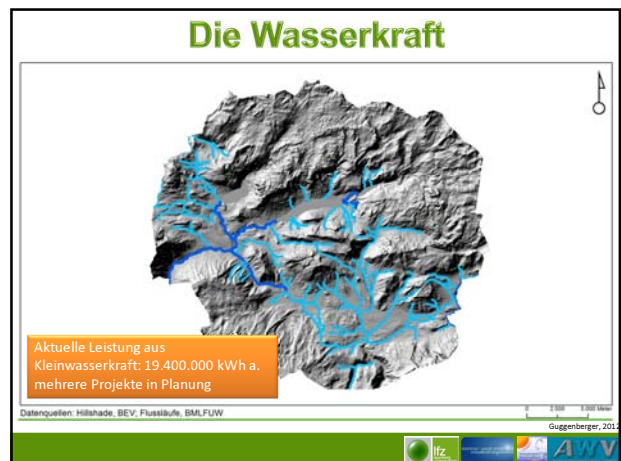 Die Wasserkraft
Aktuelle Leistung aus
Kleinwasserkraft: 19.400.000 kWh a.
mehrere Projekte in Planung
Datenquellen: Hillshade, BEV; Flussläufe, BMLFUW
0 2.500 5.000 Meter
Guggenberger, 2012
lfz
AWV